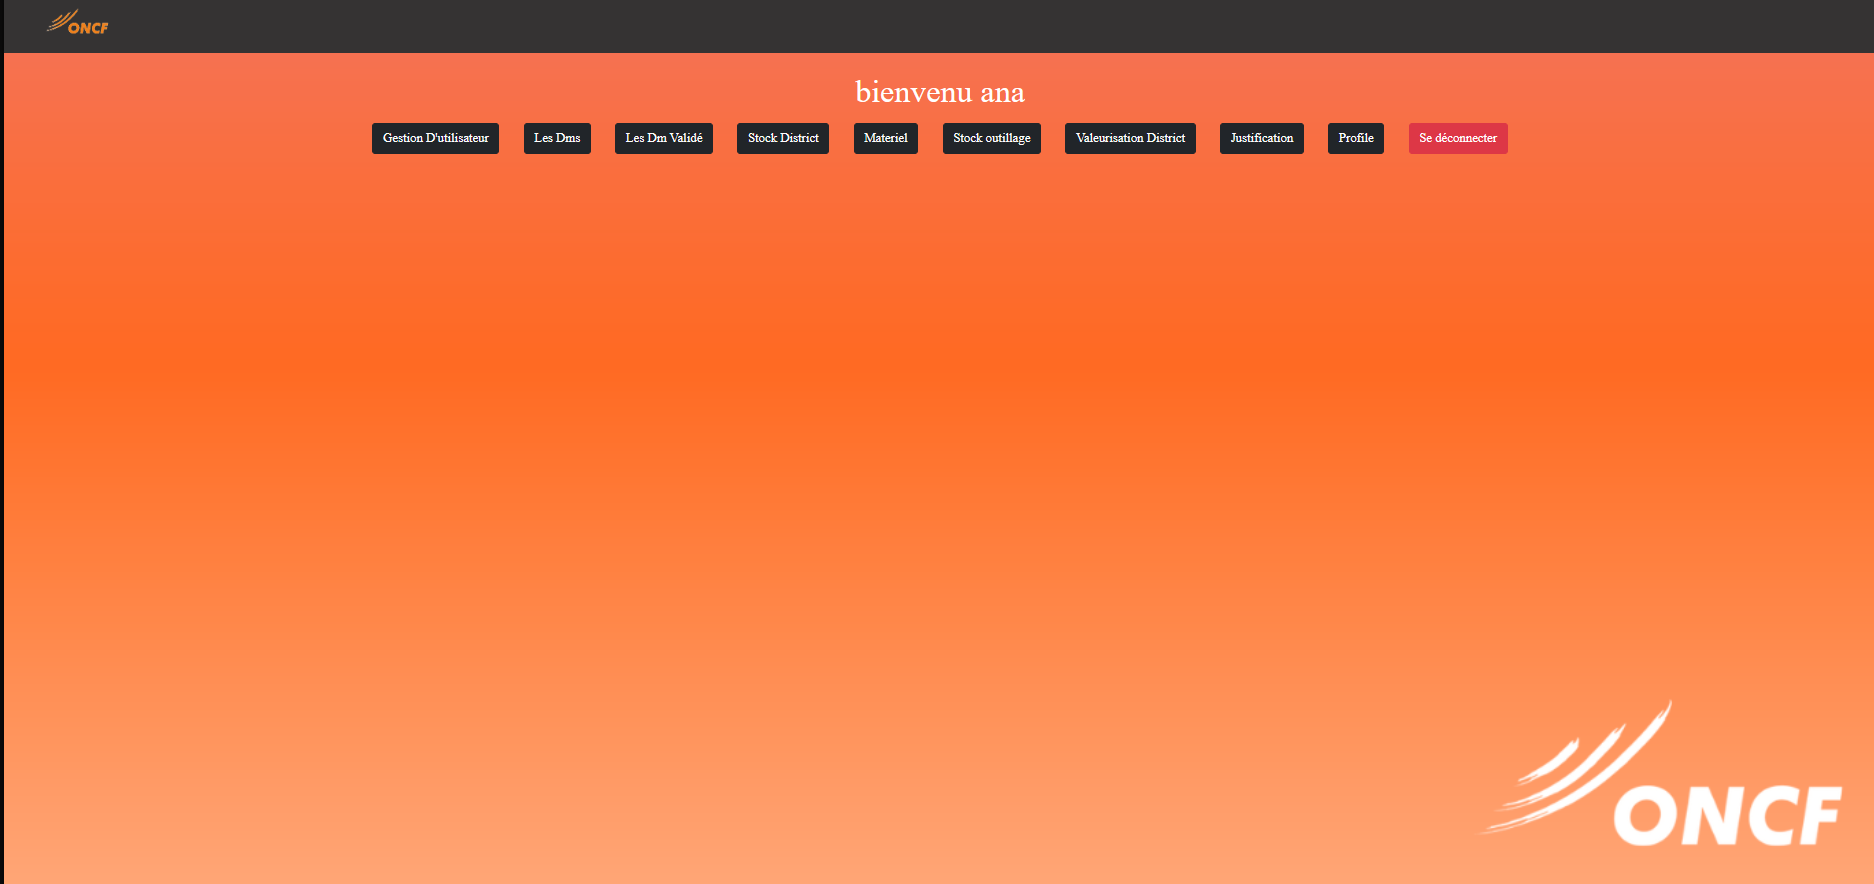 ONCF
bienvenu ana
Gestion D'utilisateur Les Dms Les Dm Validé Stock District Materiel Stock outillage Valeurisation District Justification Profile Se déconnecter
ONCF